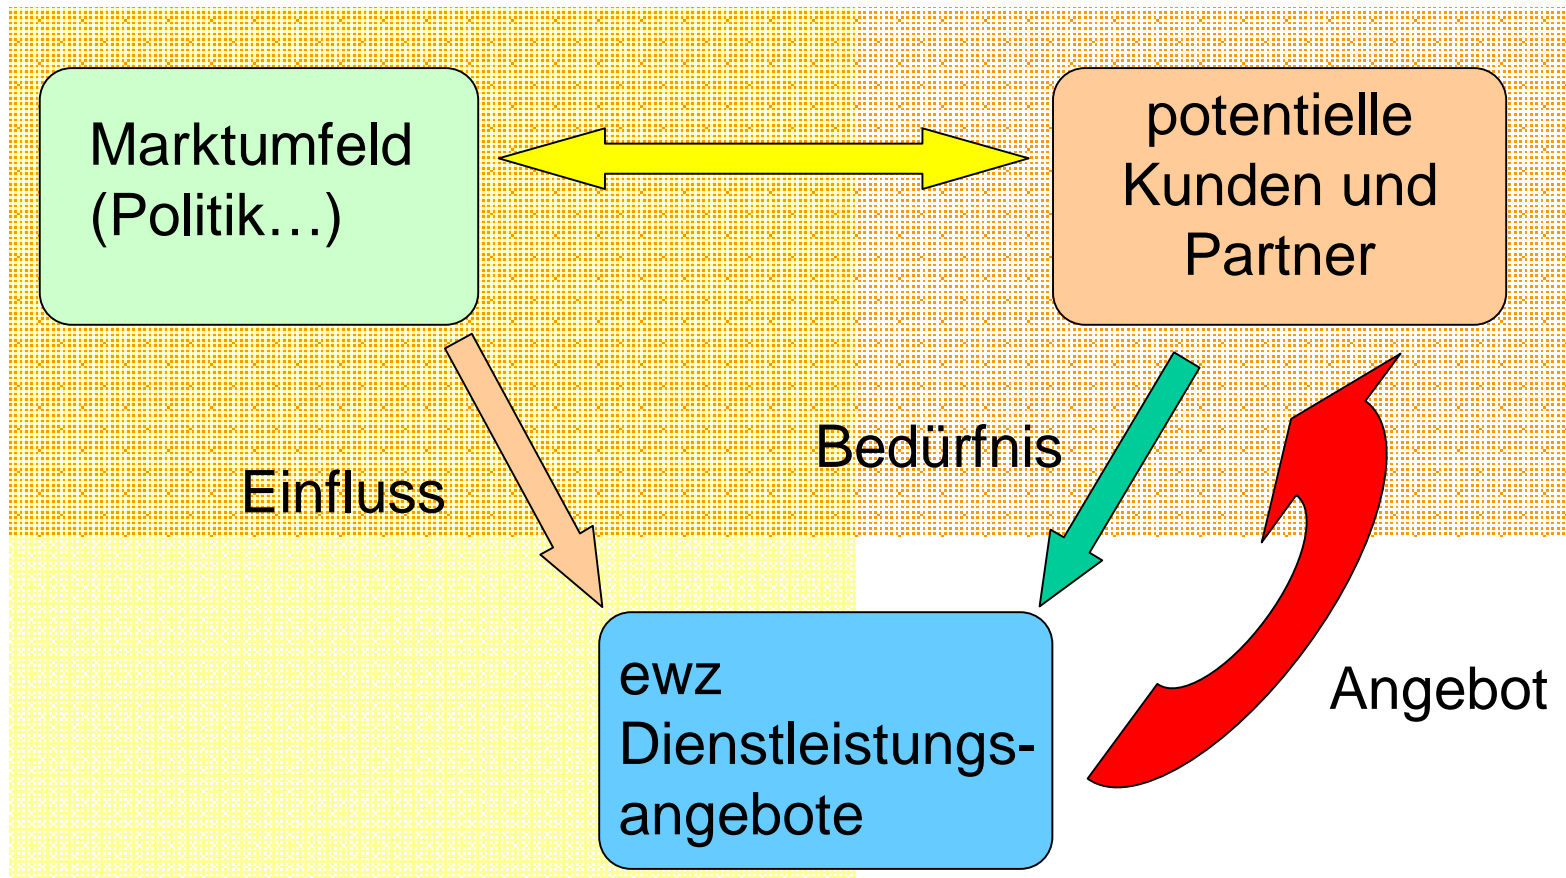 Marktumfeld
(Politik…)
potentielle
Kunden und
Partner
Bedürfnis
Einfluss
ewz
Dienstleistungs-
angebote
Angebot